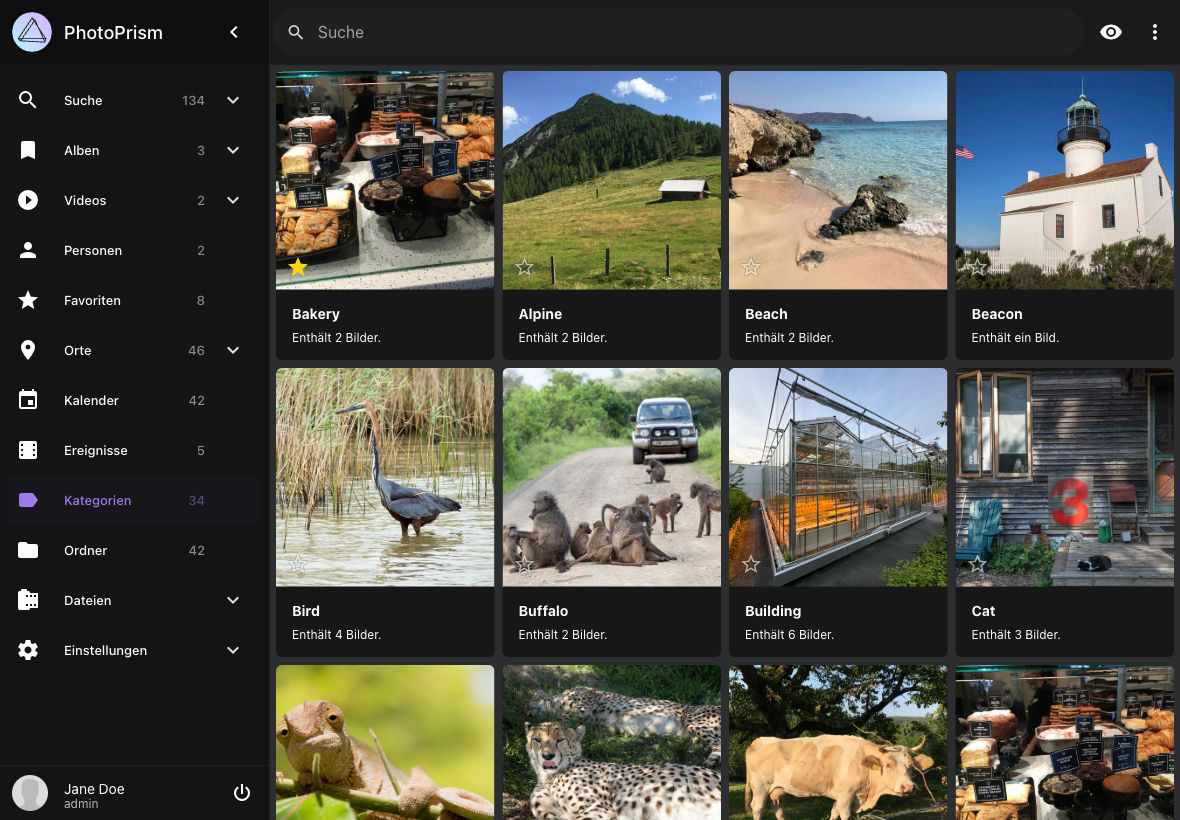 PhotoPrism
Suche
Suche 134
Alben 3
Videos 2
Personen 2
Favoriten 8
Orte 46
Kalender 42
Ereignisse 5
Kategorien 34
Ordner 42
Dateien
Einstellungen
Jane Doe
admin
Bakery
Enthält 2 Bilder.
Alpine
Enthält 2 Bilder.
Beach
Enthält 2 Bilder.
Beacon
Enthält ein Bild.
Bird
Enthält 4 Bilder.
Buffalo
Enthält 2 Bilder.
Building
Enthält 6 Bilder.
3
Cat
Enthält 3 Bilder.